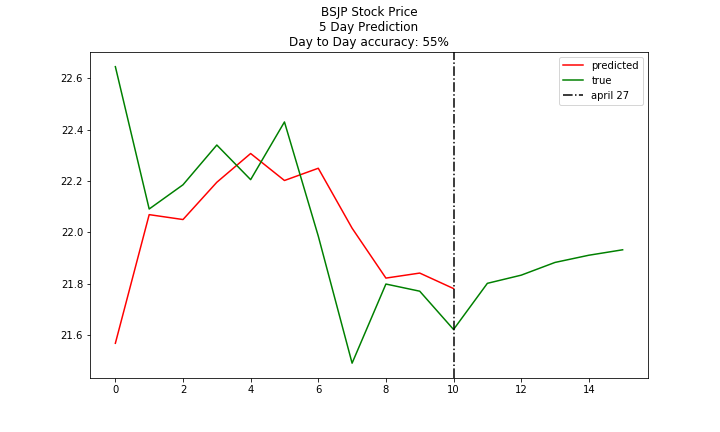 BSJP Stock Price
5 Day Prediction
Day to Day accuracy: 55%
predicted
true
april 27
22.6
22.4
22.2
22.0
21.8
21.6
0 2 4 6 8 10 12 14